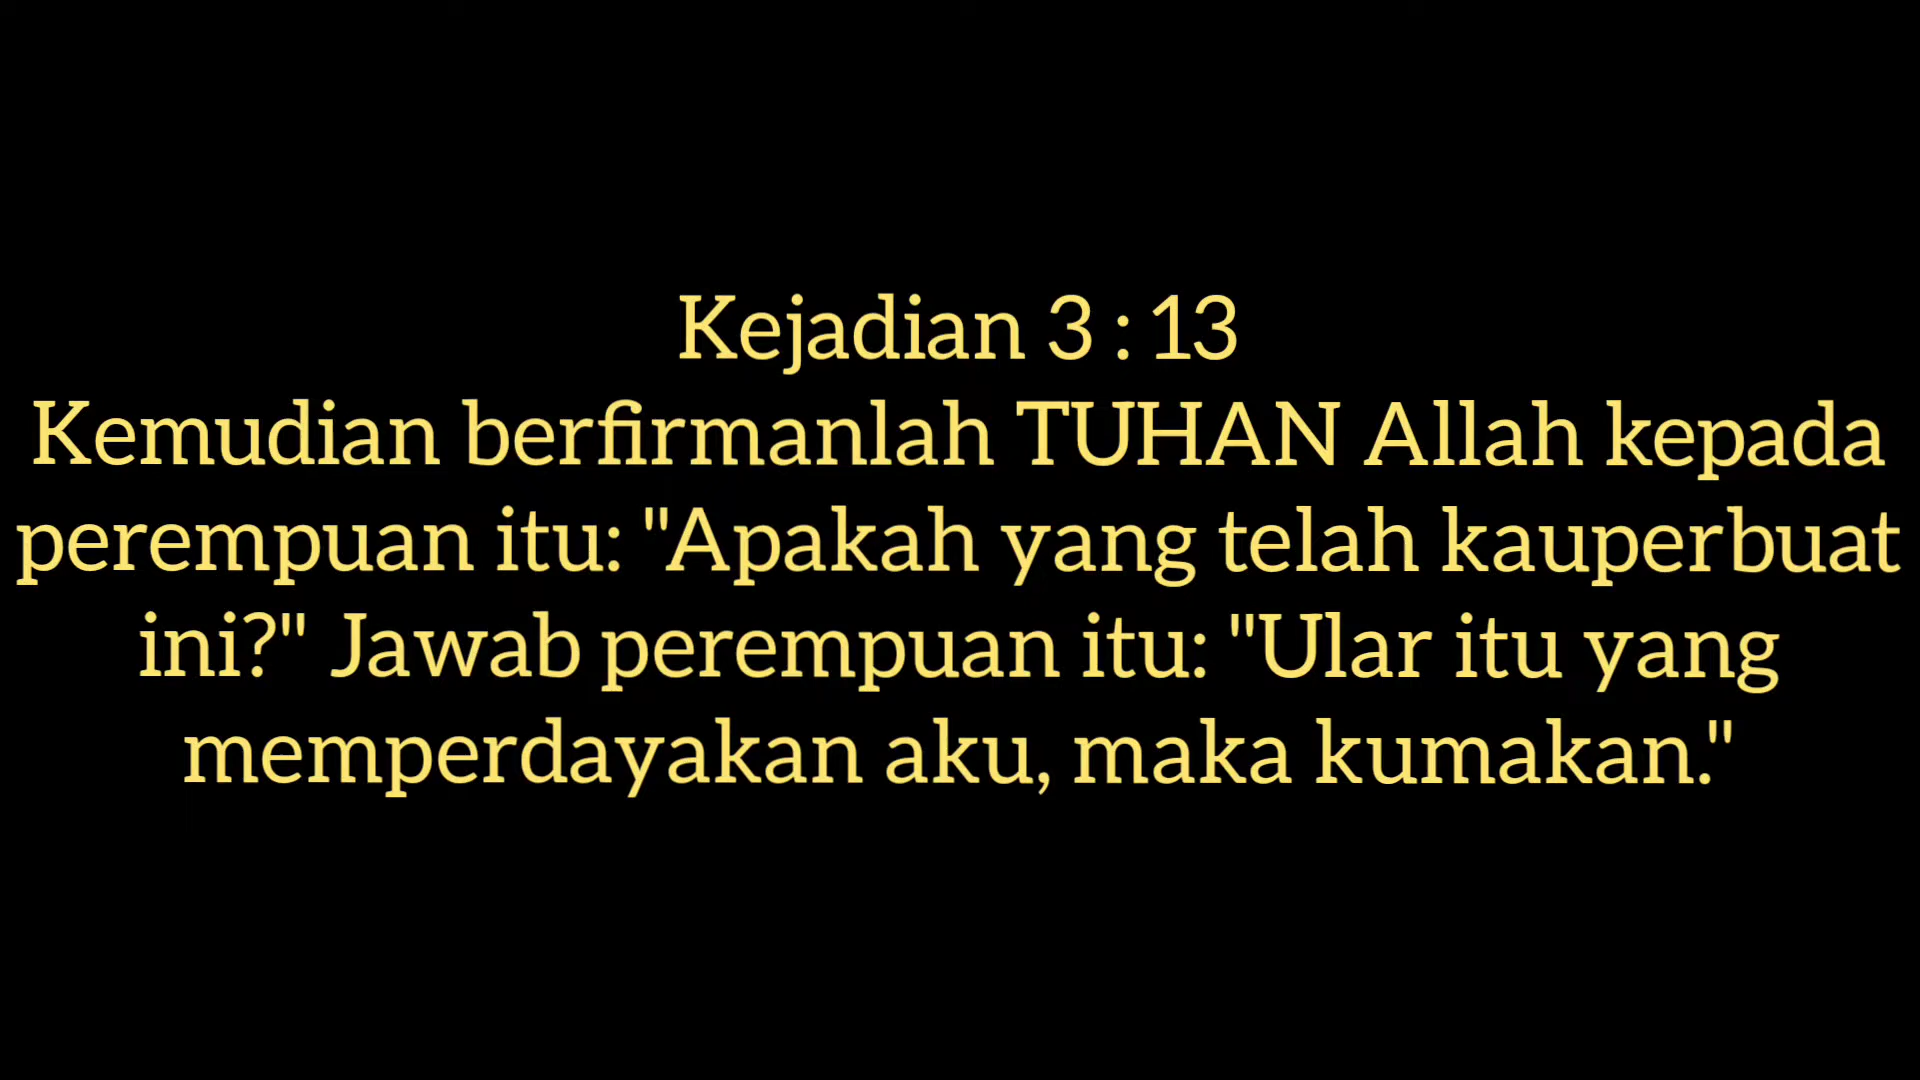 Kejadian 3 : 13
Kemudian berfirmanlah TUHAN Allah kepada
perempuan itu: "Apakah yang telah kauperbuat
ini?" Jawab perempuan itu: "Ular itu yang
memperdayakan aku, maka kumakan."